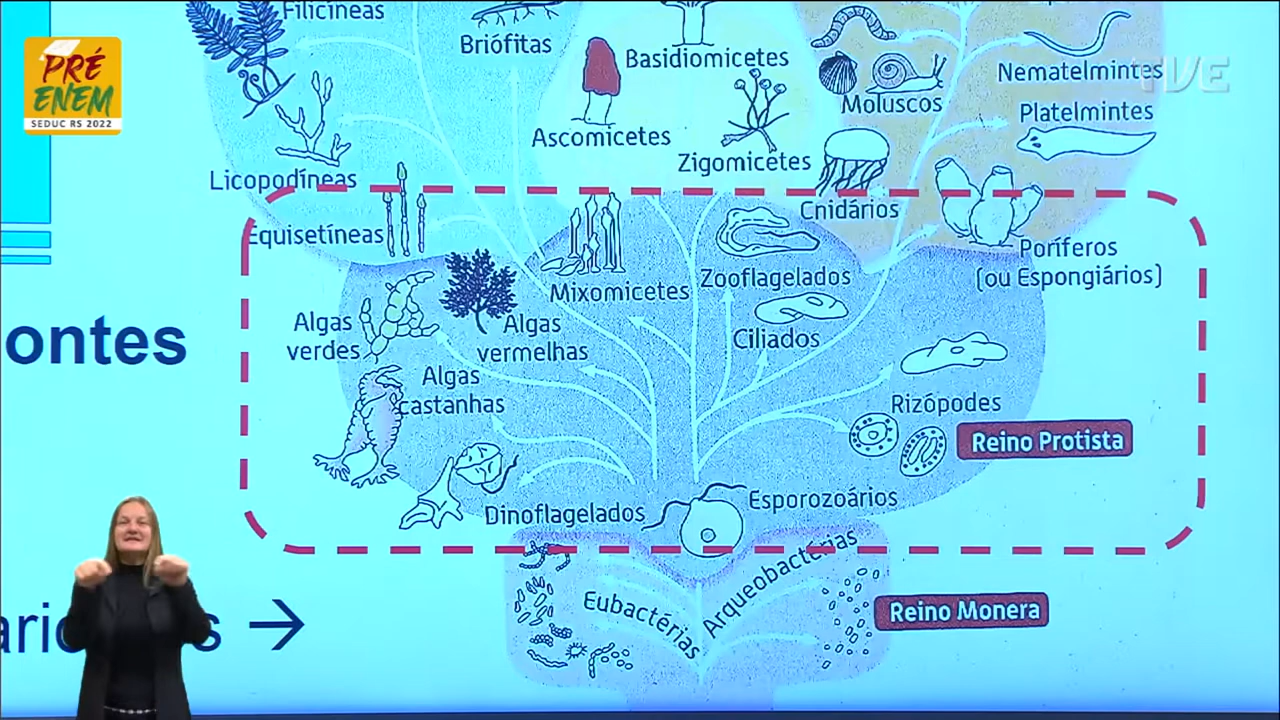 PRÉ
ENEM
SEDUC RS 2022
TVE
Filicíneas
Briófitas
Basidiomicetes
Ascomicetes
Zigomicetes
Moluscos
Nematelmintes
Platelmintes
Licopodíneas
Equisetíneas
Cnidários
Poríferos
(ou Espongiários)
Mixomicetes
Zooflagelados
Ciliados
Algas
verdes
Algas
vermelhas
Algas
castanhas
Rizópodes
Reino Protista
Dinoflagelados
Esporozoários
Eubactérias
Arqueobactérias
Reino Monera
ontes
→